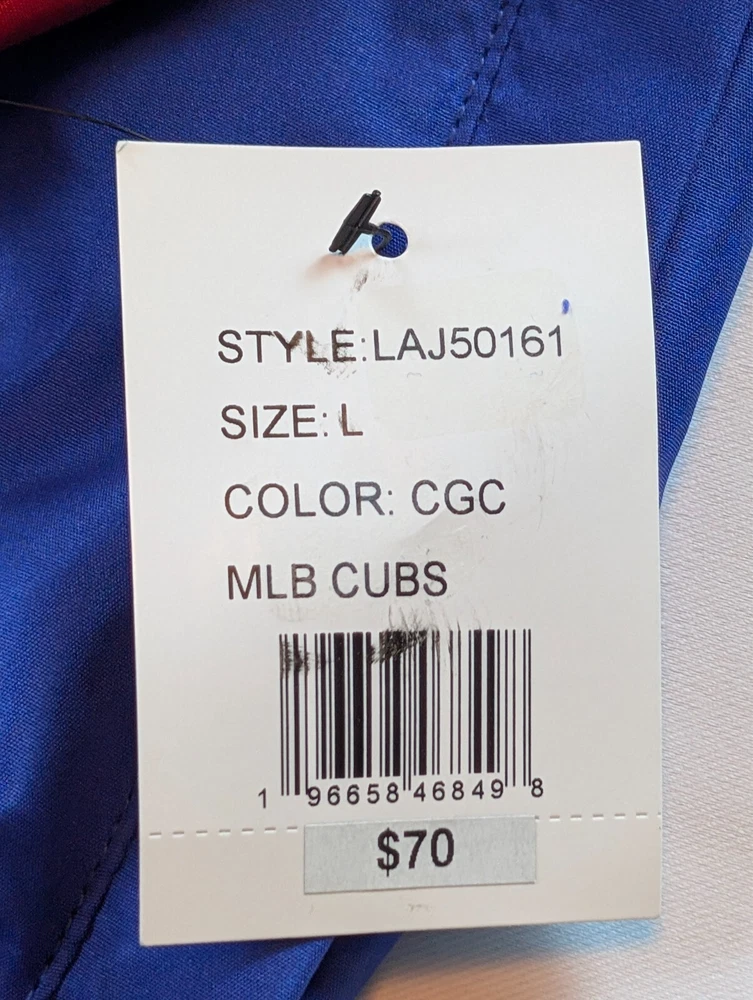 STYLE:LAJ50161
SIZE: L
COLOR: CGC
MLB CUBS
1 96658 46849 8
$70